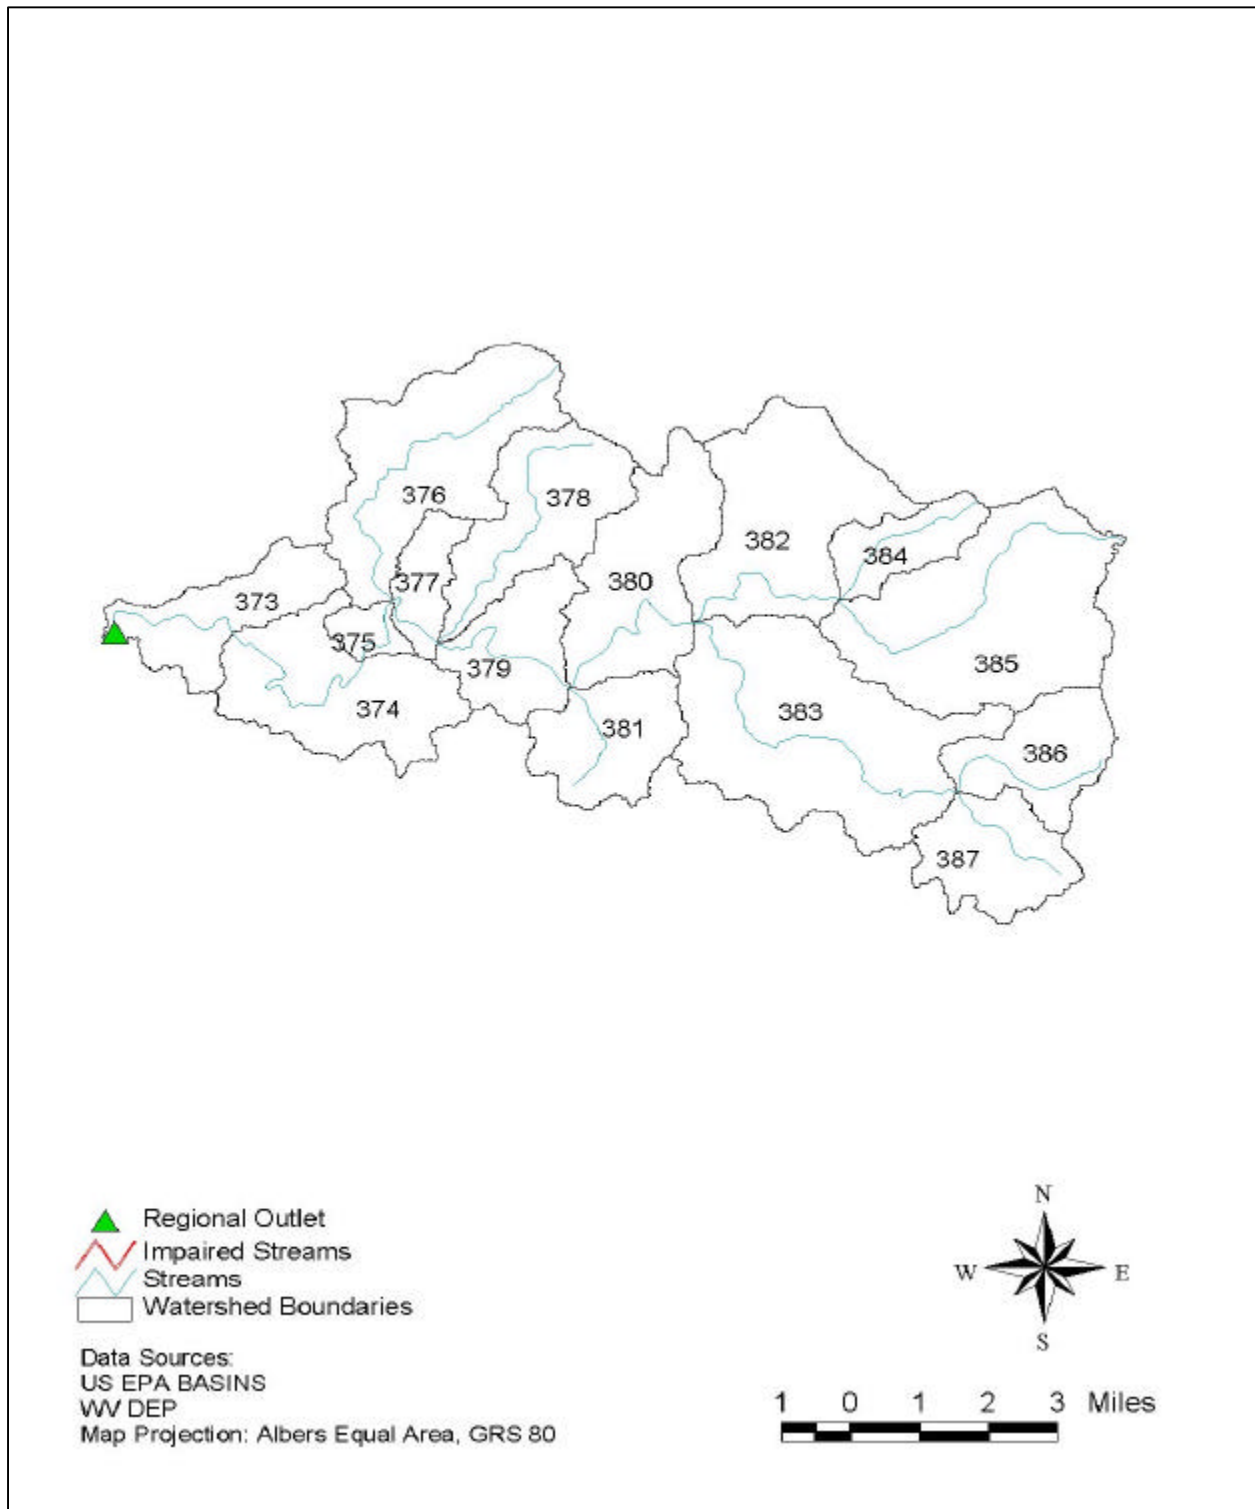 376
378
382
384
380
377
373
375
385
379
374
383
381
386
387
Regional Outlet
Impaired Streams
Streams
Watershed Boundaries
Data Sources:
US EPA BASINS
WV DEP
Map Projection: Albers Equal Area, GRS 80
N
W E
S
1 0 1 2 3 Miles